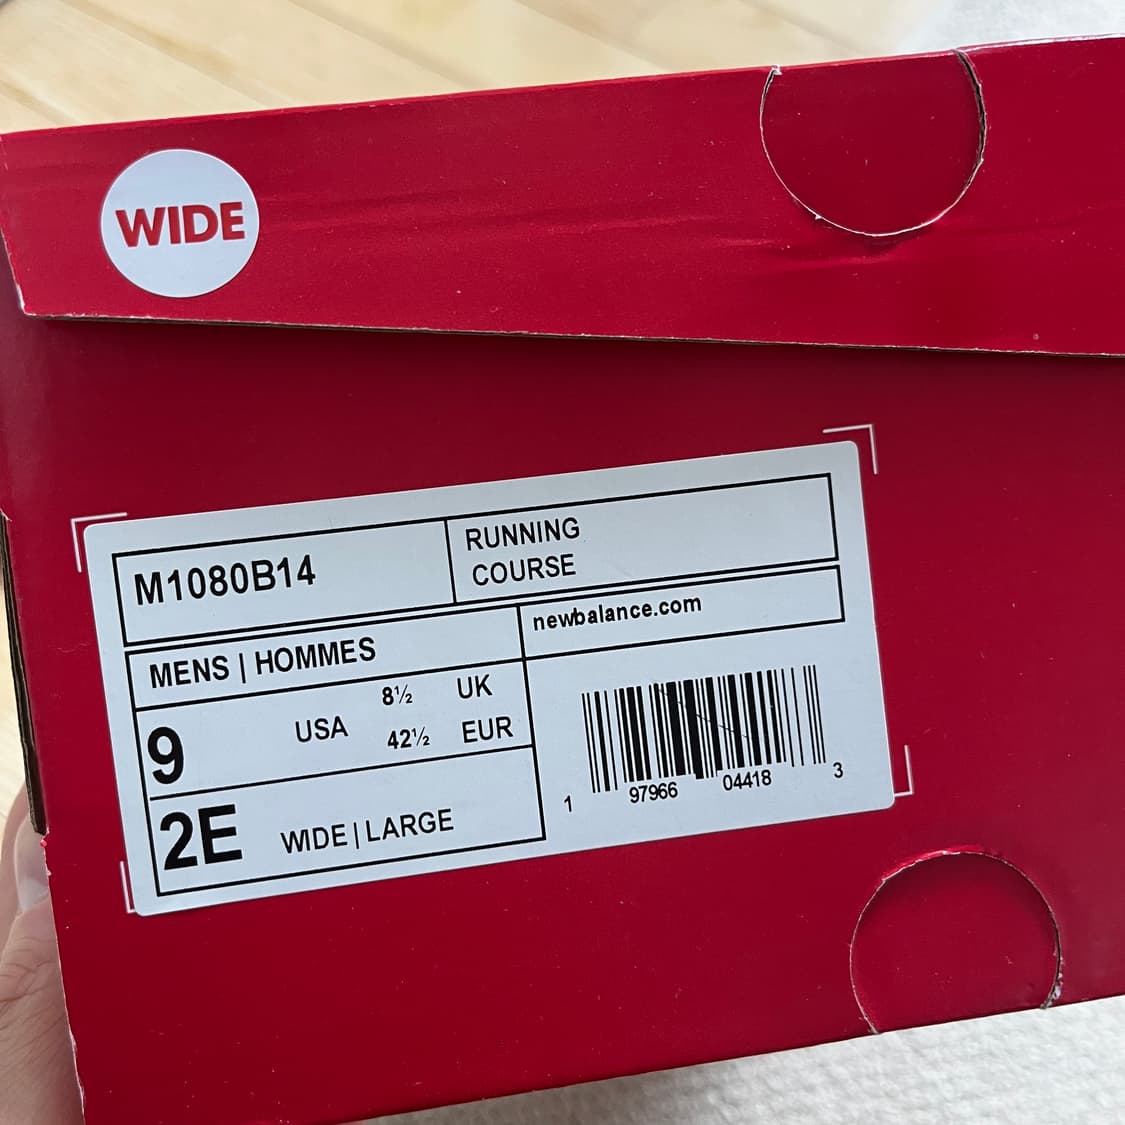 WIDE
M1080B14
RUNNING
COURSE
MENS | HOMMES
newbalance.com
9 USA 8½ UK
42½ EUR
2E WIDE | LARGE
1 97966 04418 3